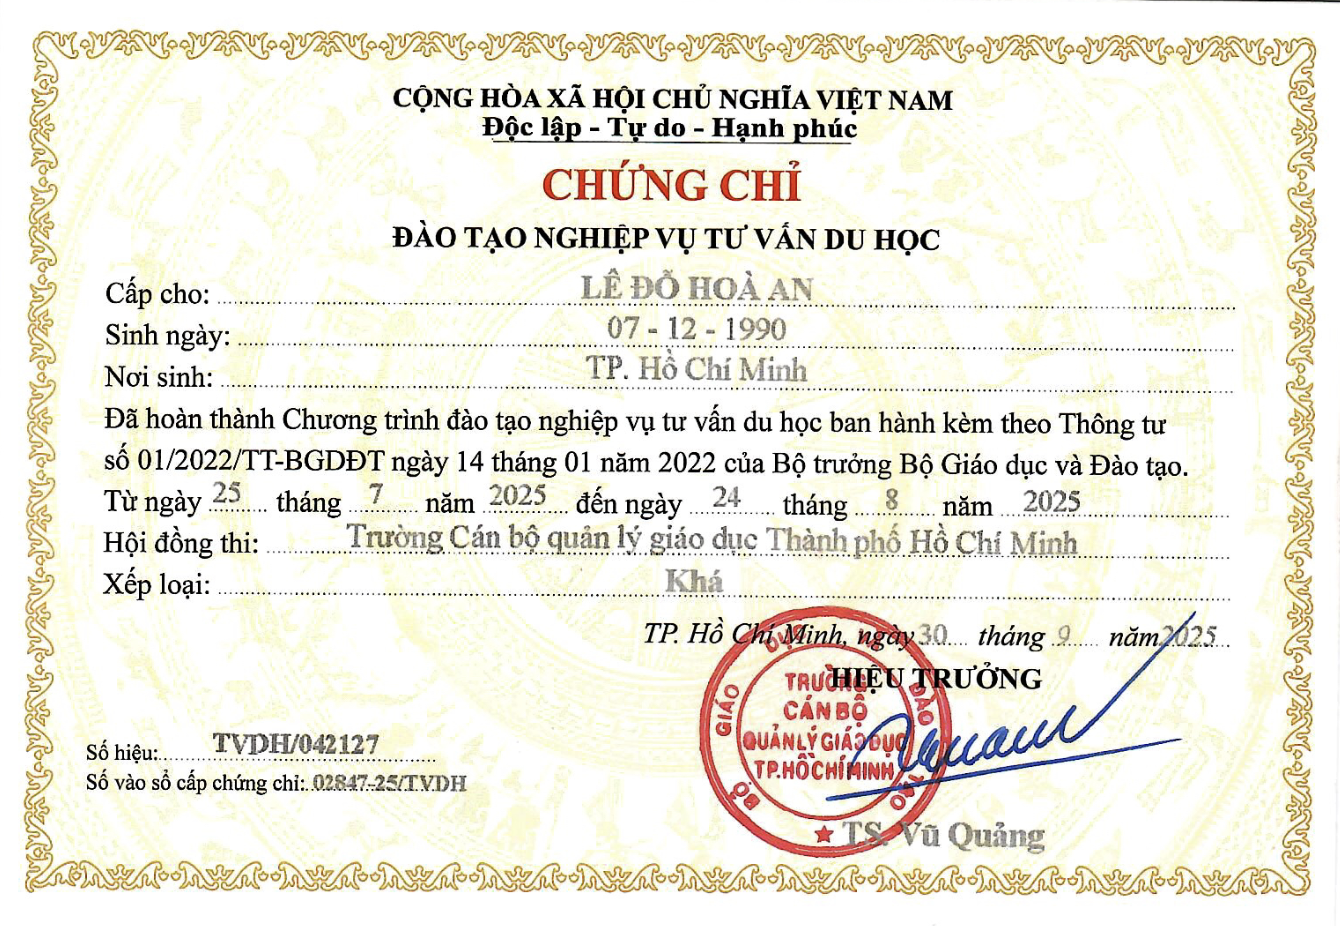 CỘNG HÒA XÃ HỘI CHỦ NGHĨA VIỆT NAM
Độc lập - Tự do - Hạnh phúc
CHỨNG CHỈ
ĐÀO TẠO NGHIỆP VỤ TƯ VẤN DU HỌC
Cấp cho: LÊ ĐỖ HOÀ AN
Sinh ngày: 07 - 12 - 1990
Nơi sinh: TP. Hồ Chí Minh
Đã hoàn thành Chương trình đào tạo nghiệp vụ tư vấn du học ban hành kèm theo Thông tư
số 01/2022/TT-BGDĐT ngày 14 tháng 01 năm 2022 của Bộ trưởng Bộ Giáo dục và Đào tạo.
Từ ngày 25 tháng 7 năm 2025 đến ngày 24 tháng 8 năm 2025
Hội đồng thi: Trường Cán bộ quản lý giáo dục Thành phố Hồ Chí Minh
Xếp loại: Khá
TP. Hồ Chí Minh, ngày 30 tháng 9 năm 2025
HIỆU TRƯỞNG
BỘ GIÁO DỤC VÀ ĐÀO TẠO
TRƯỜNG
CÁN BỘ
QUẢN LÝ GIÁO DỤC
TP. HỒ CHÍ MINH
Số hiệu: TVDH/042127
Số vào sổ cấp chứng chỉ: 02847-25/TVDH
TS. Vũ Quảng